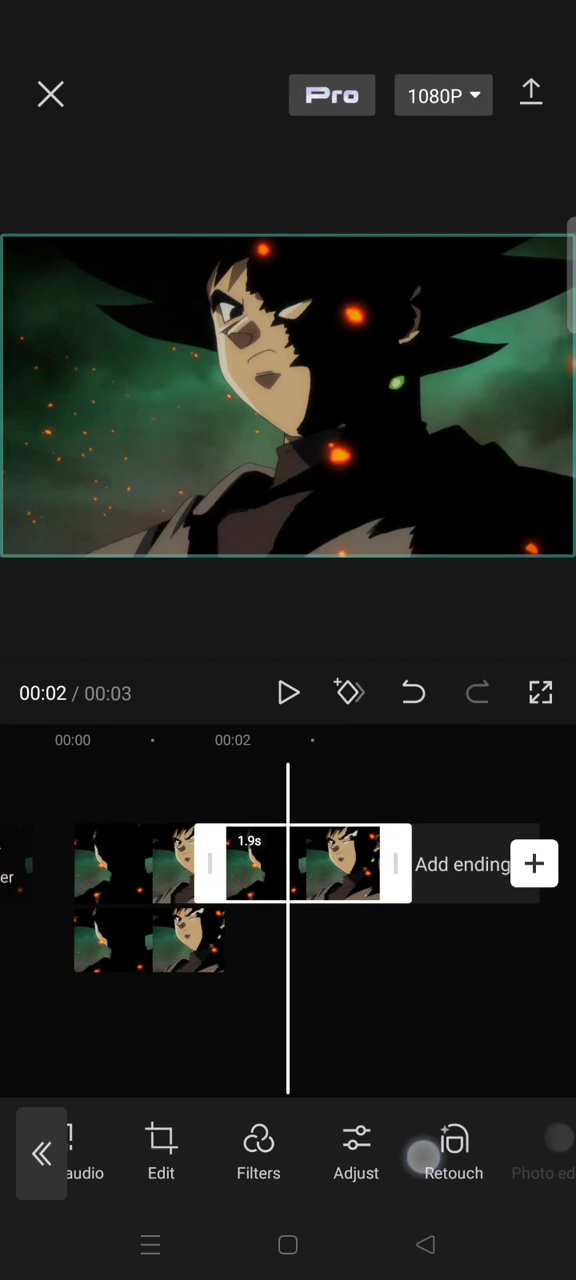 Pro
1080P
00:02 / 00:03
00:00
00:02
1.9s
er
Add ending
audio
Edit
Filters
Adjust
Retouch
Photo ed